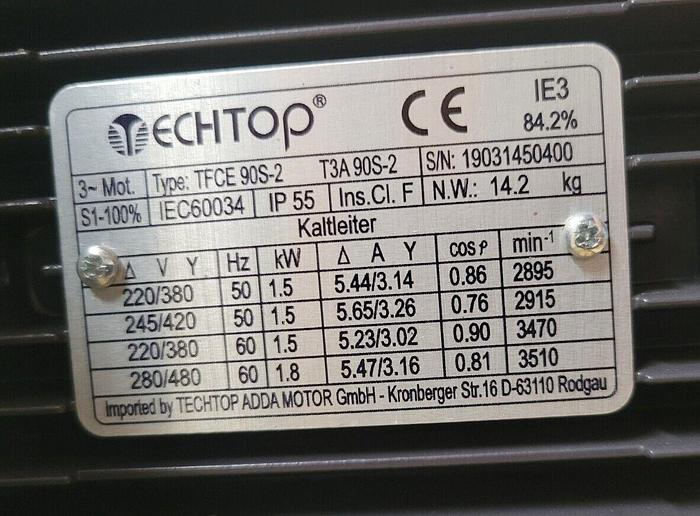 TECHTOP® CE IE3
84.2%
3~ Mot. Type: TFCE 90S-2 T3A 90S-2 S/N: 19031450400
S1-100% IEC60034 IP 55 Ins.Cl. F N.W.: 14.2 kg
Kaltleiter
Δ V Y Hz kW Δ A Y cosφ min-1
220/380 50 1.5 5.44/3.14 0.86 2895
245/420 50 1.5 5.65/3.26 0.76 2915
220/380 60 1.5 5.23/3.02 0.90 3470
280/480 60 1.8 5.47/3.16 0.81 3510
Imported by TECHTOP ADDA MOTOR GmbH - Kronberger Str.16 D-63110 Rodgau